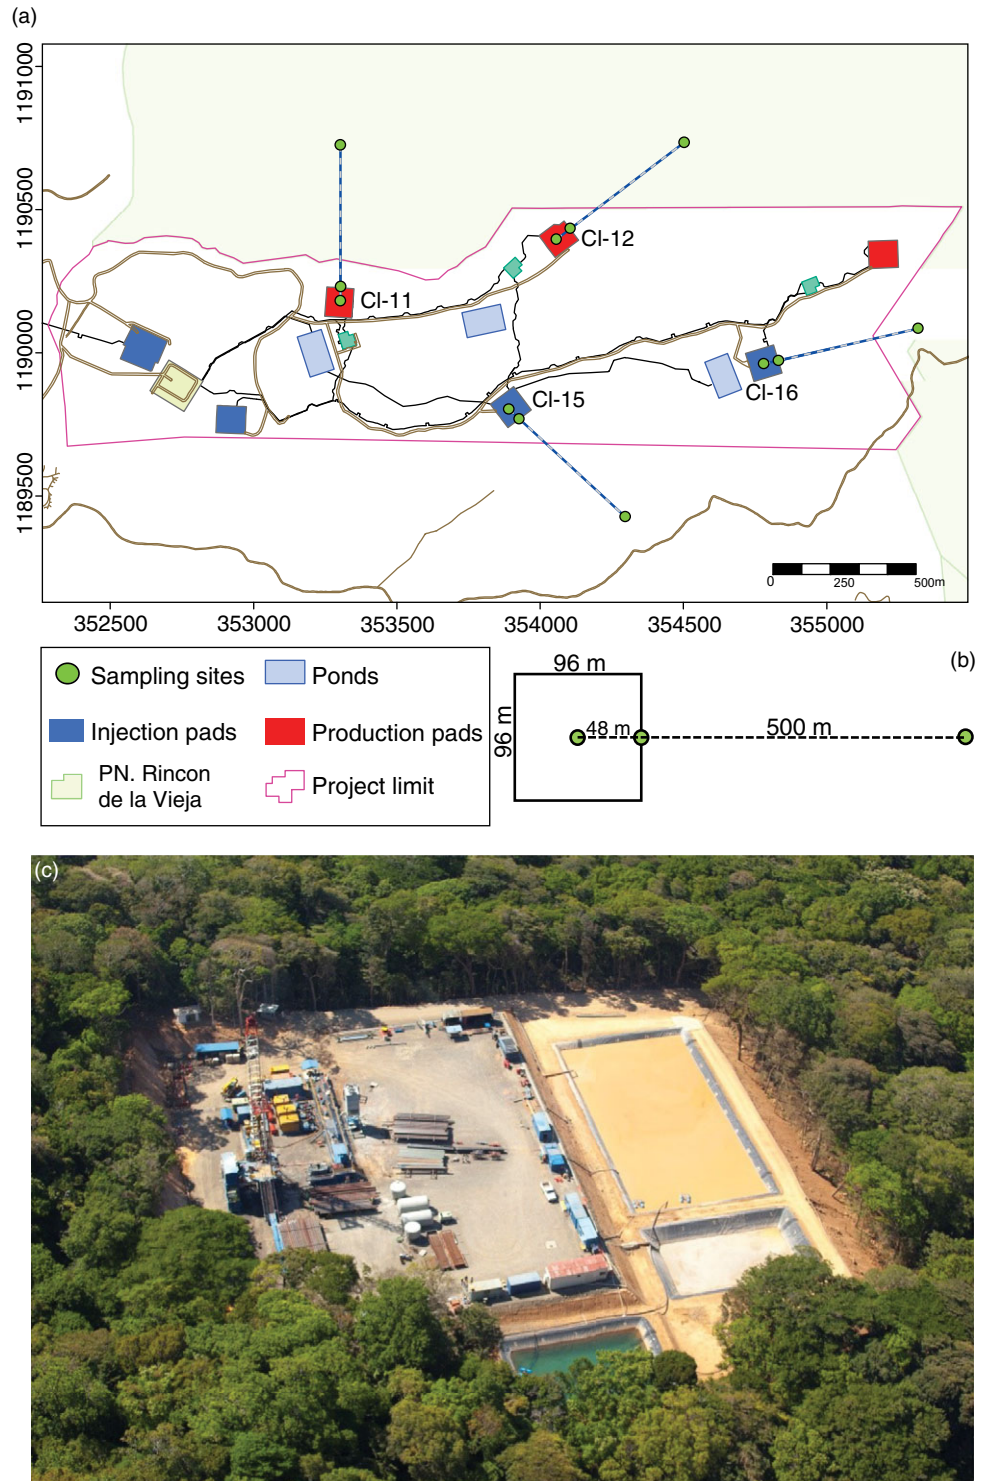 (a)
1191000
1190500
1190000
1189500
CI-12
CI-11
CI-15
CI-16
0 250 500m
352500 353000 353500 354000 354500 355000
Sampling sites
Ponds
Injection pads
Production pads
PN. Rincon
de la Vieja
Project limit
(b)
96 m
96 m
48 m
500 m
(c)